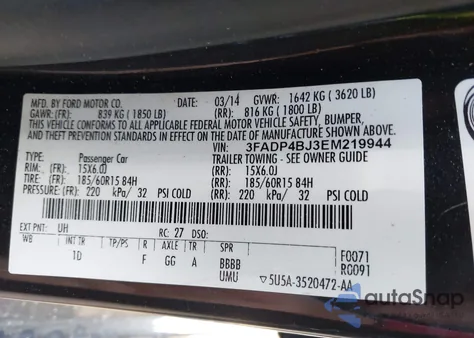 MFD. BY FORD MOTOR CO.
DATE: 03/14 GVWR: 1642 KG ( 3620 LB)
GAWR: (FR): 839 KG ( 1850 LB) (RR): 816 KG ( 1800 LB)
THIS VEHICLE CONFORMS TO ALL APPLICABLE
FEDERAL MOTOR VEHICLE SAFETY, BUMPER,
AND THEFT PREVENTION STANDARDS IN EFFECT ON THE DATE OF MANUFACTURE SHOWN ABOVE.
VIN: 3FADP4BJ3EM219944
TYPE: Passenger Car TRAILER TOWING - SEE OWNER GUIDE
RIM: (FR) 15X6.0J (RR) 15X6.0J
TIRE: (FR) 185/60R15 84H (RR) 185/60R15 84H
PRESSURE: (FR) 220 kPa/ 32 PSI COLD (RR) 220 kPa/ 32 PSI COLD
EXT PNT: UH RC: 27 DSO:
WB INT TR TP/PS R AXLE TR SPR
1D F GG A BBBB
UMU
F0071
R0091
▽5U5A-3520472-AA
autoSnap